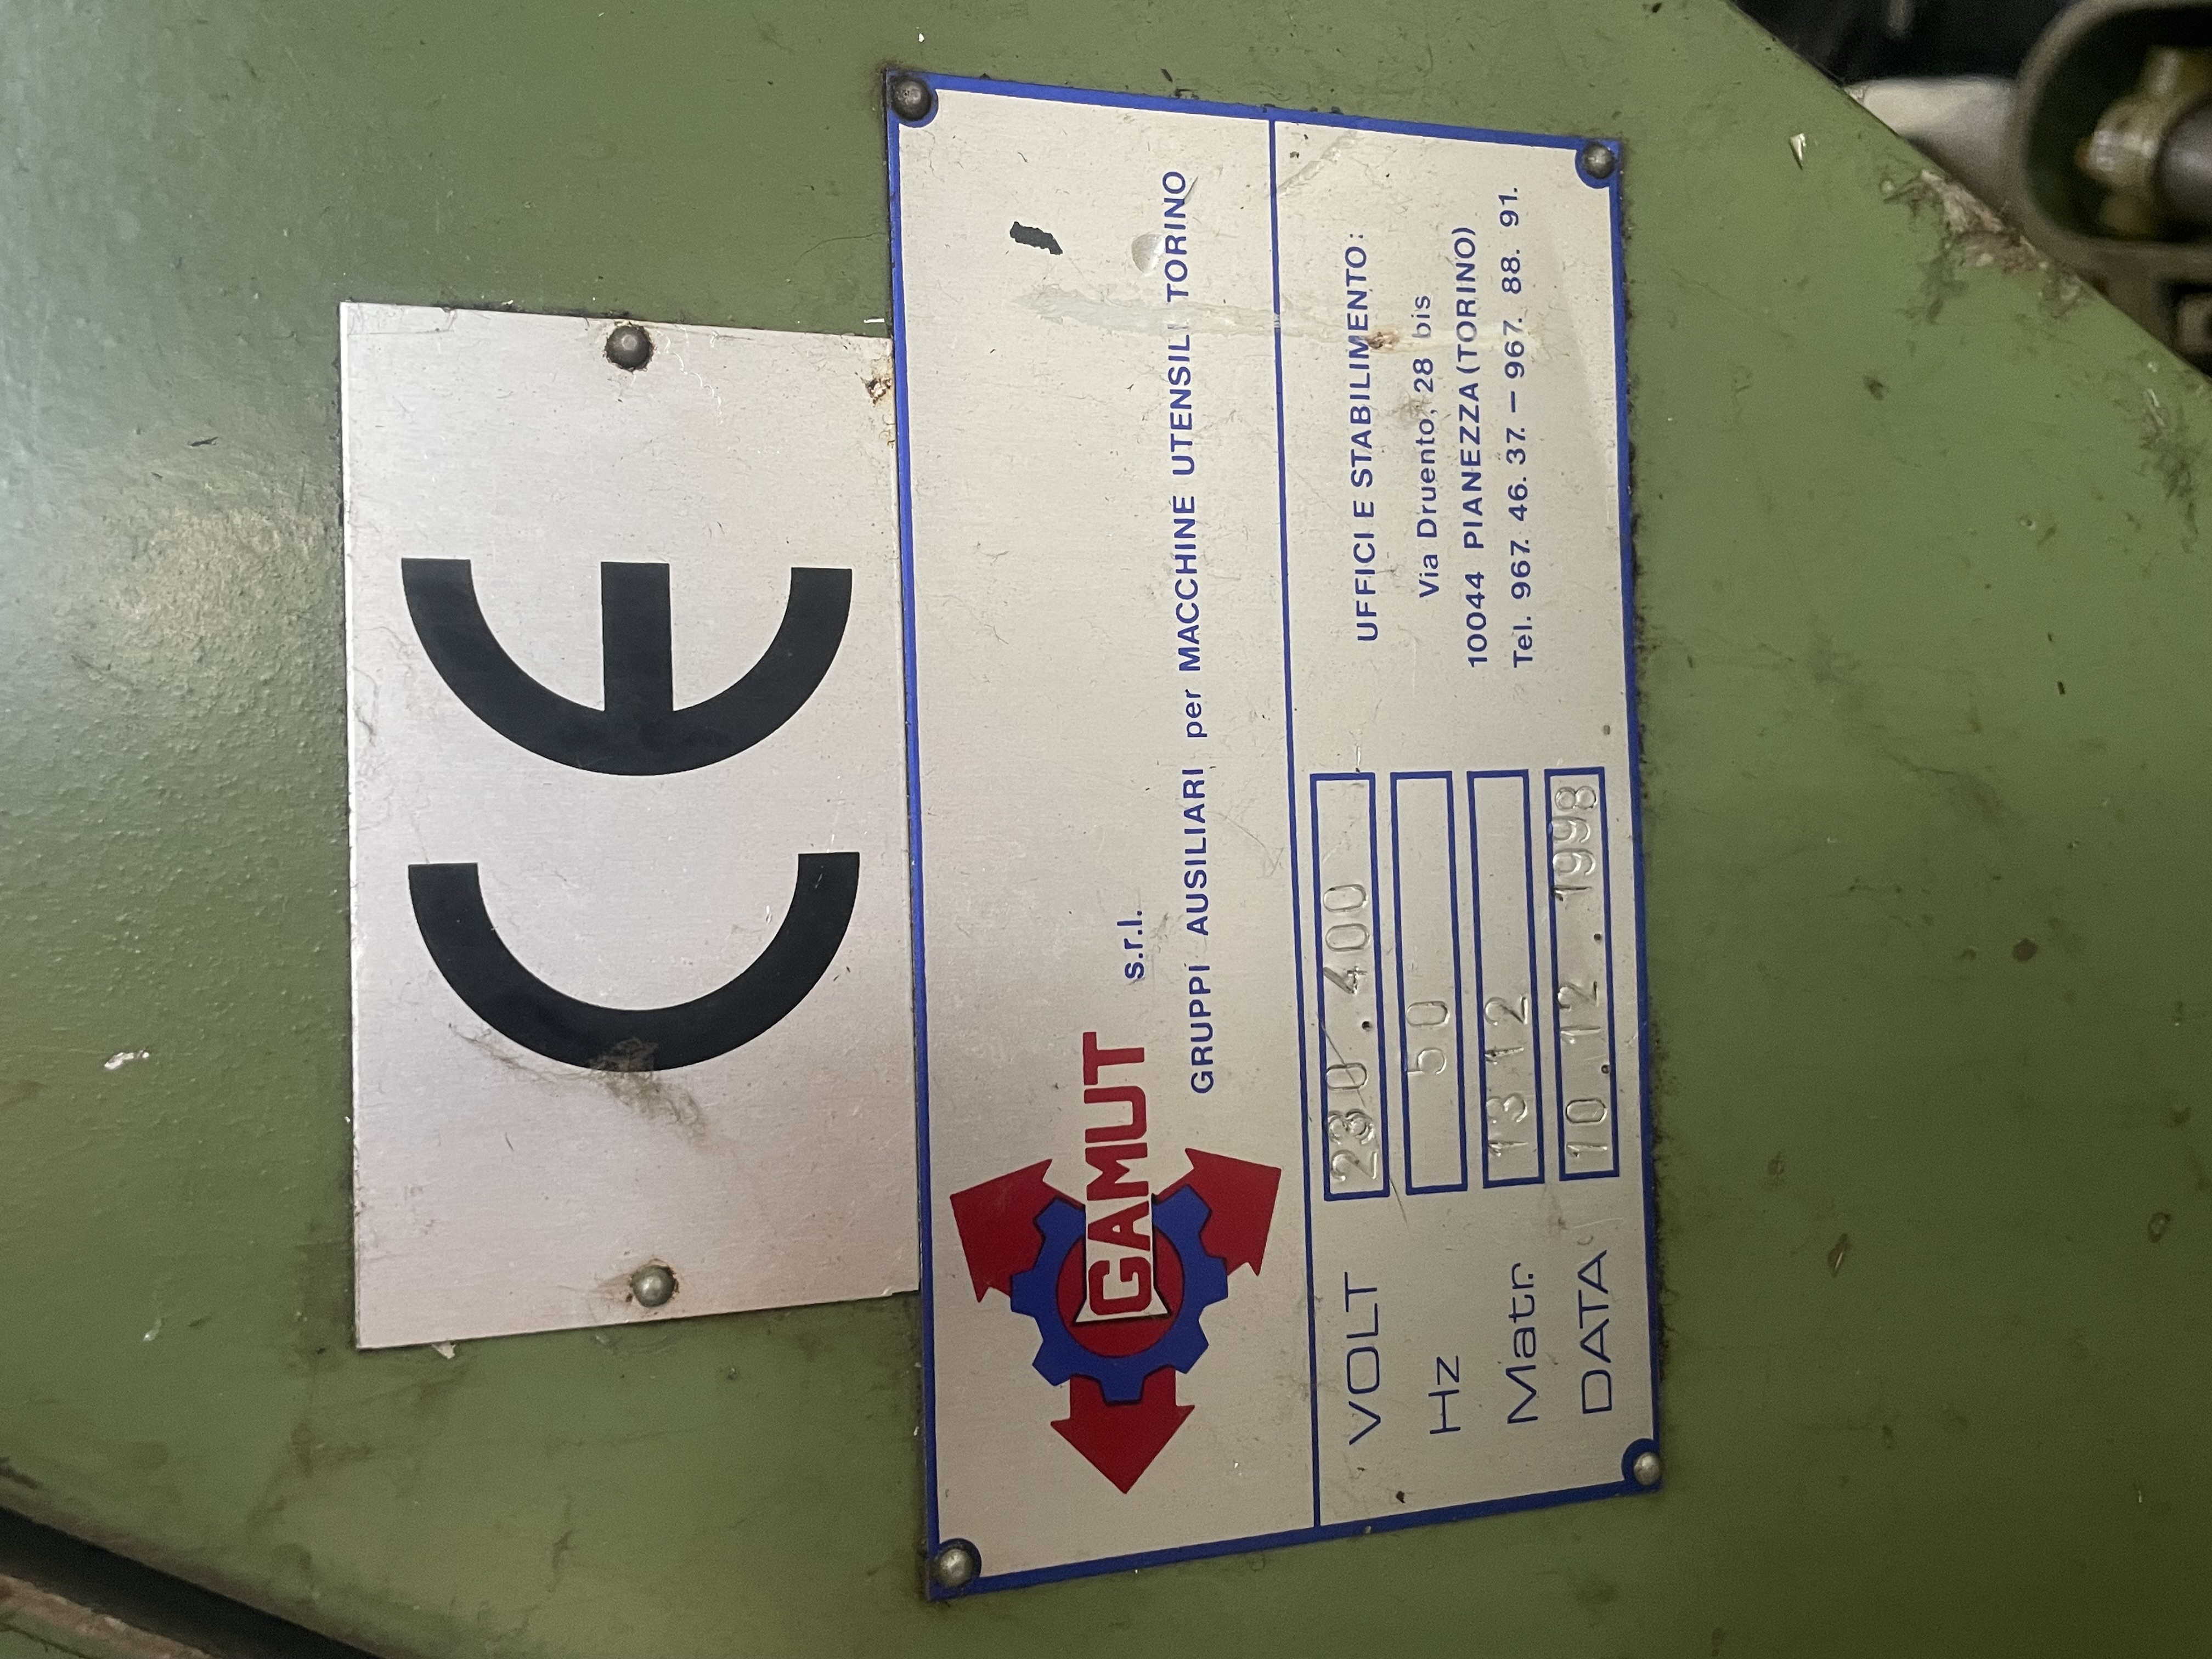 CE
GAMUT s.r.l.
GRUPPI AUSILIARI per MACCHINE UTENSILI TORINO
VOLT 230.400
Hz 50
Matr. 1312
DATA 10.12.1998
UFFICI E STABILIMENTO:
Via Druento, 28 bis
10044 PIANEZZA (TORINO)
Tel. 967. 46. 37. – 967. 88. 91.